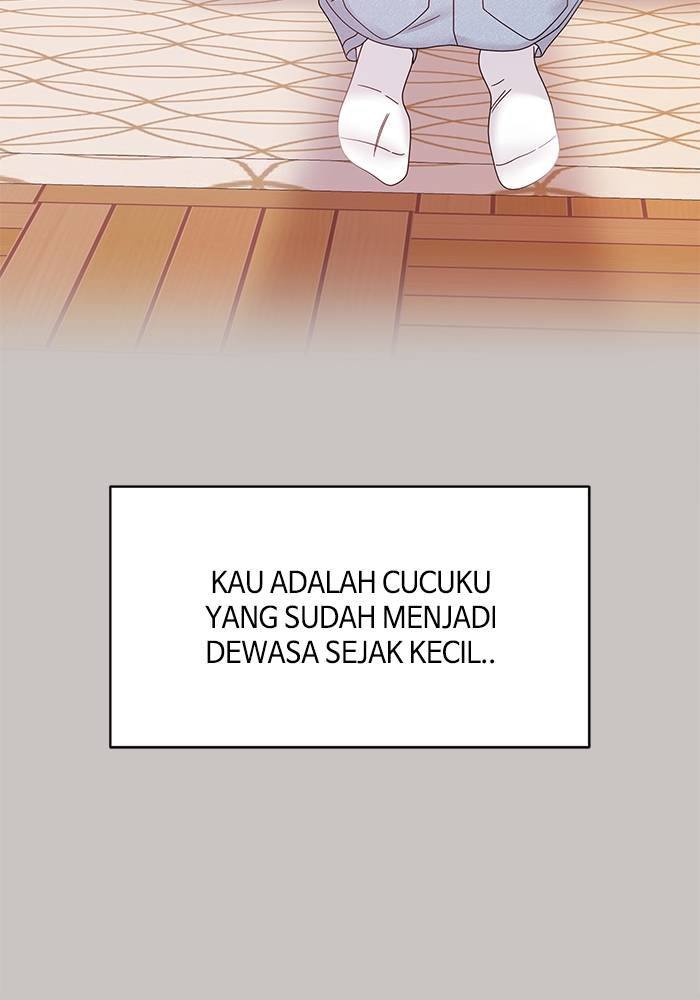 KAU ADALAH CUCUKU
YANG SUDAH MENJADI
DEWASA SEJAK KECIL..